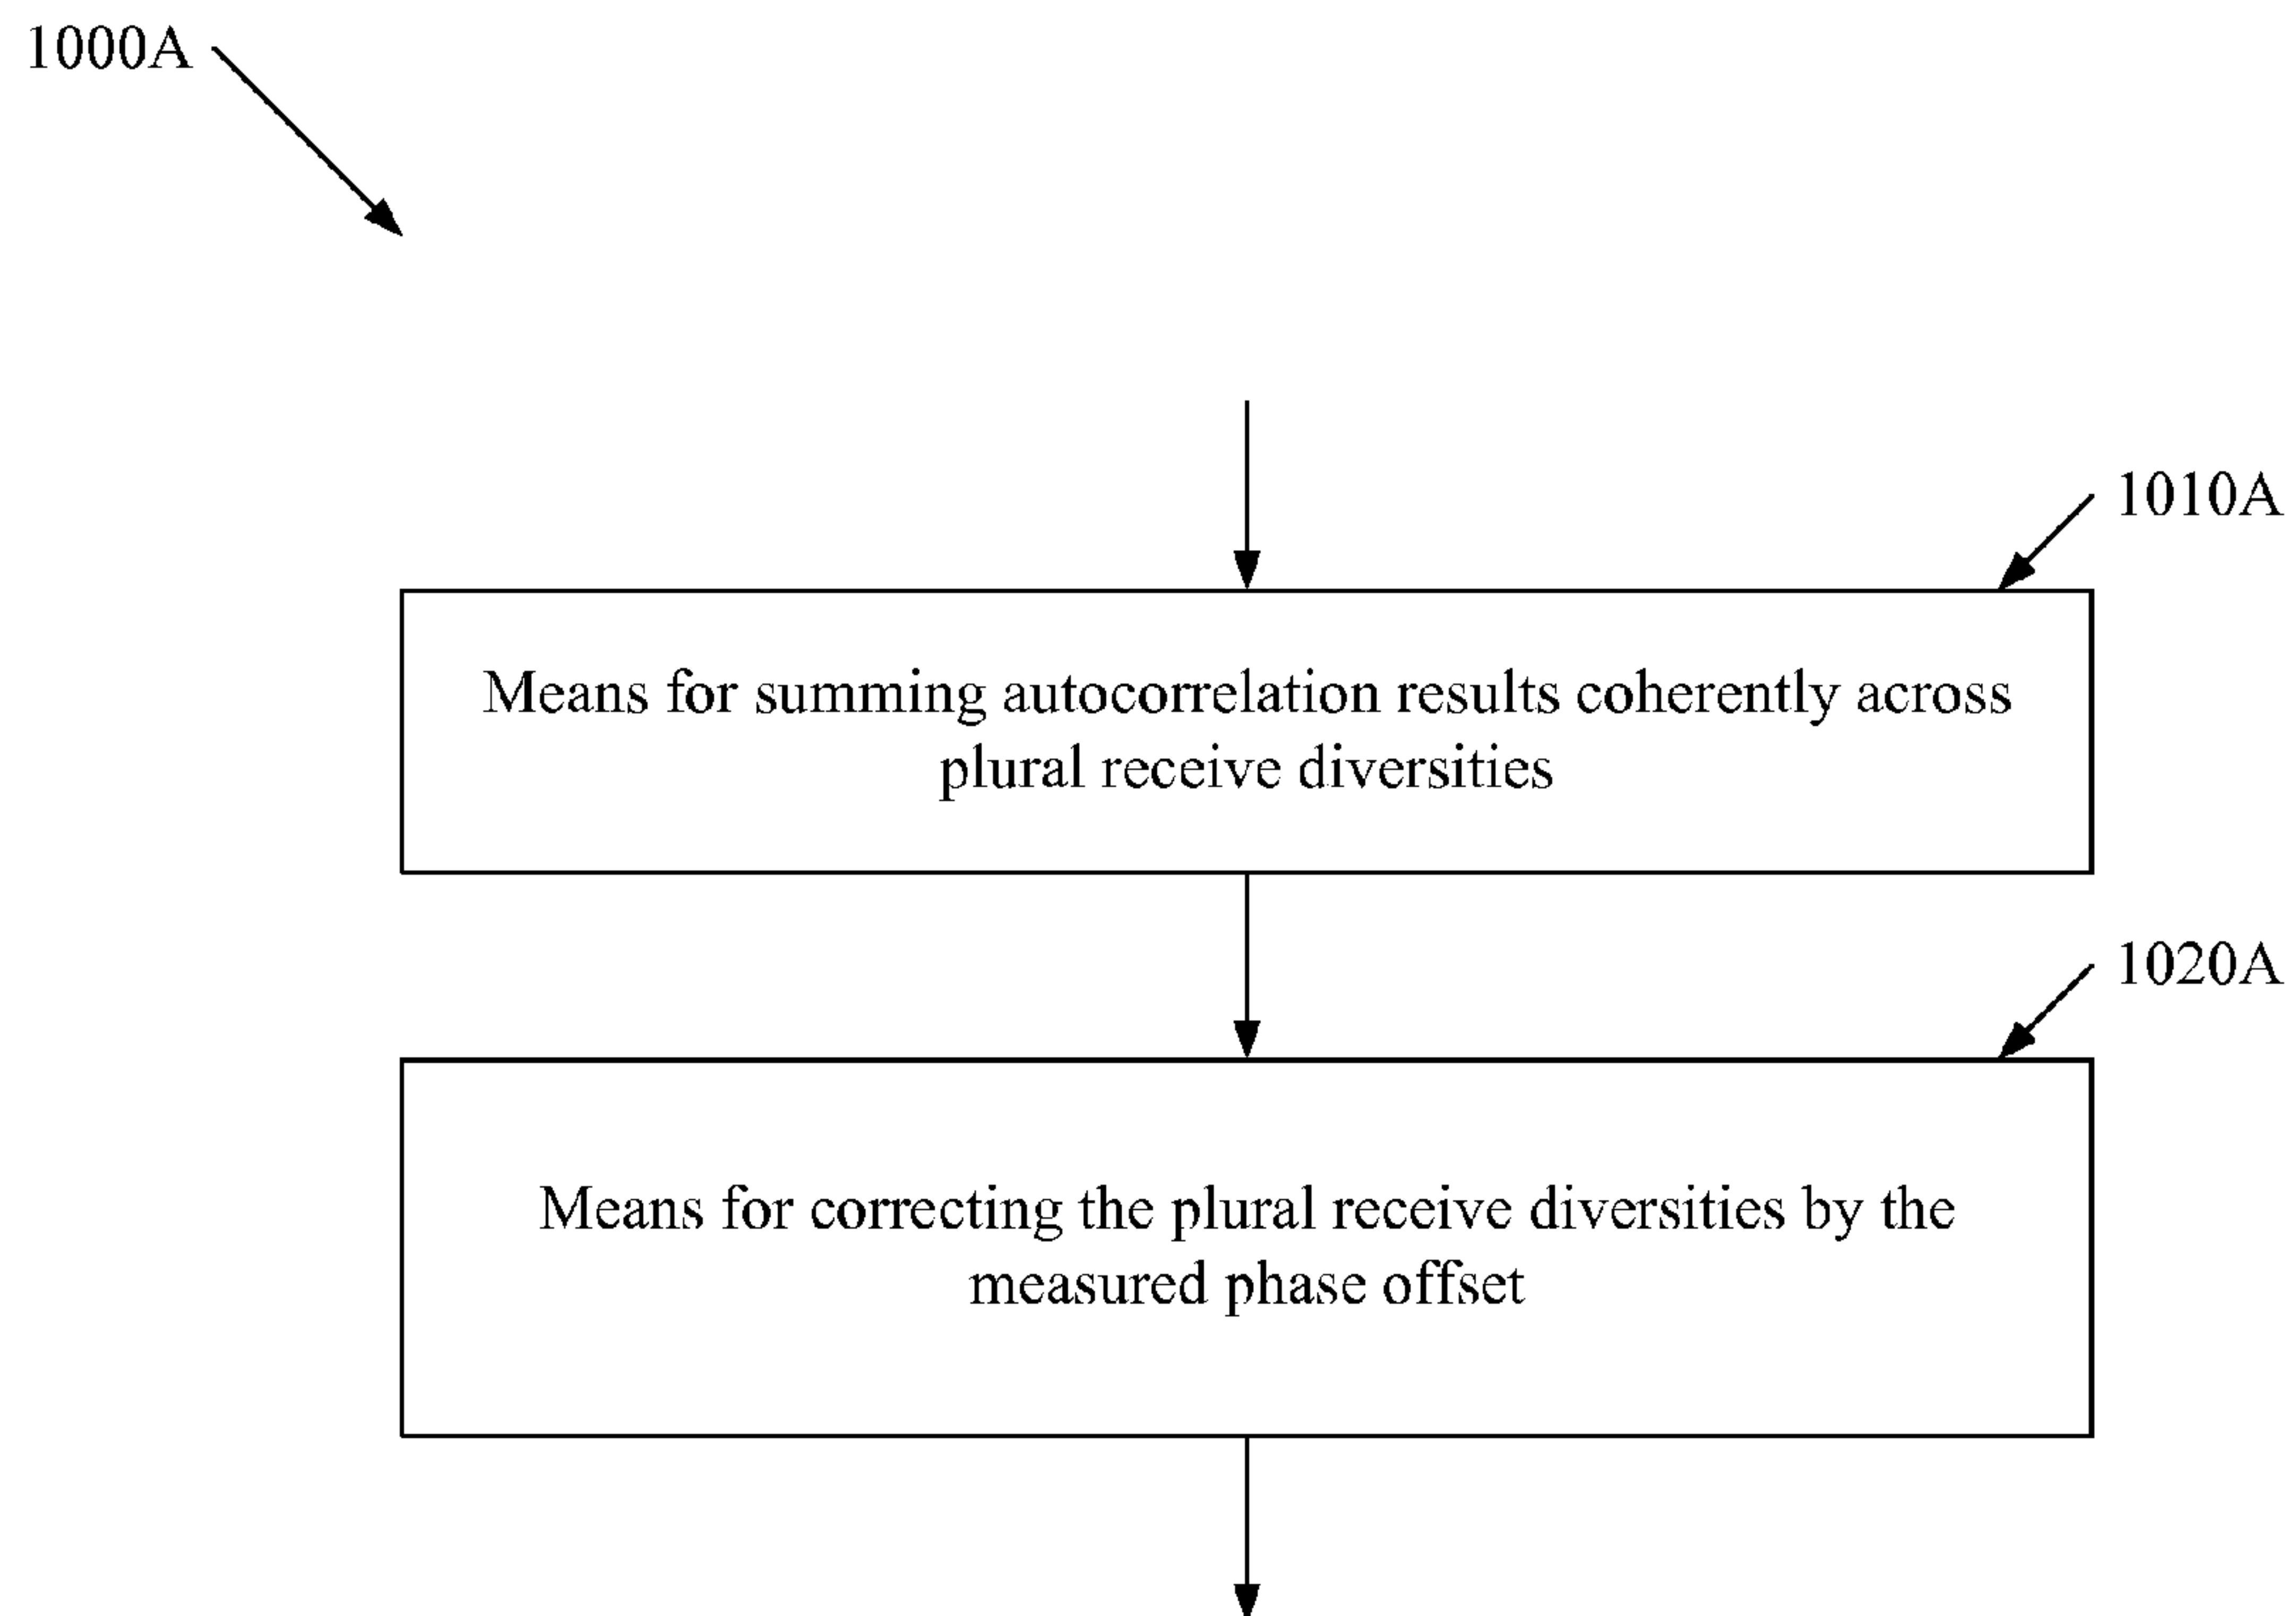 1000A
1010A
Means for summing autocorrelation results coherently across
plural receive diversities
1020A
Means for correcting the plural receive diversities by the
measured phase offset